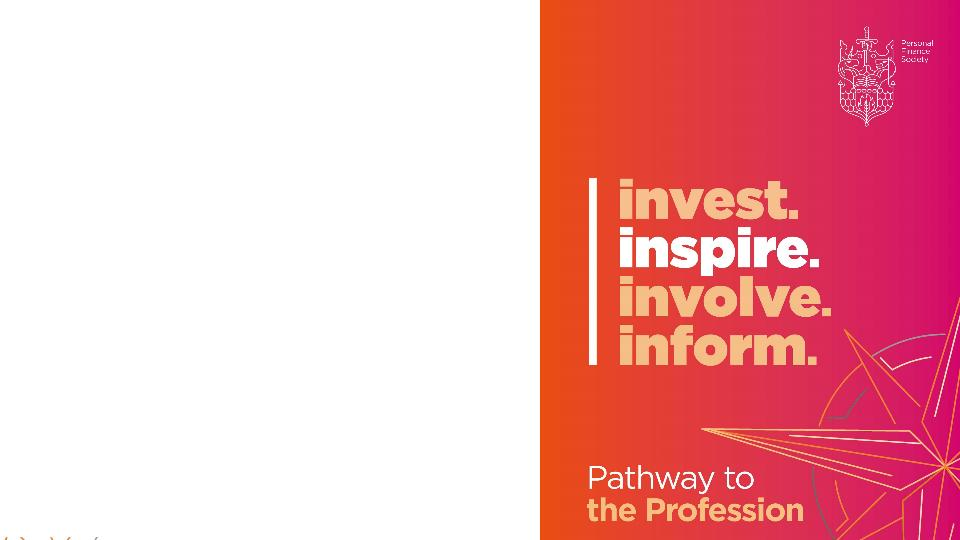 Personal
Finance
Society
invest.
inspire.
involve.
inform.
Pathway to
the Profession